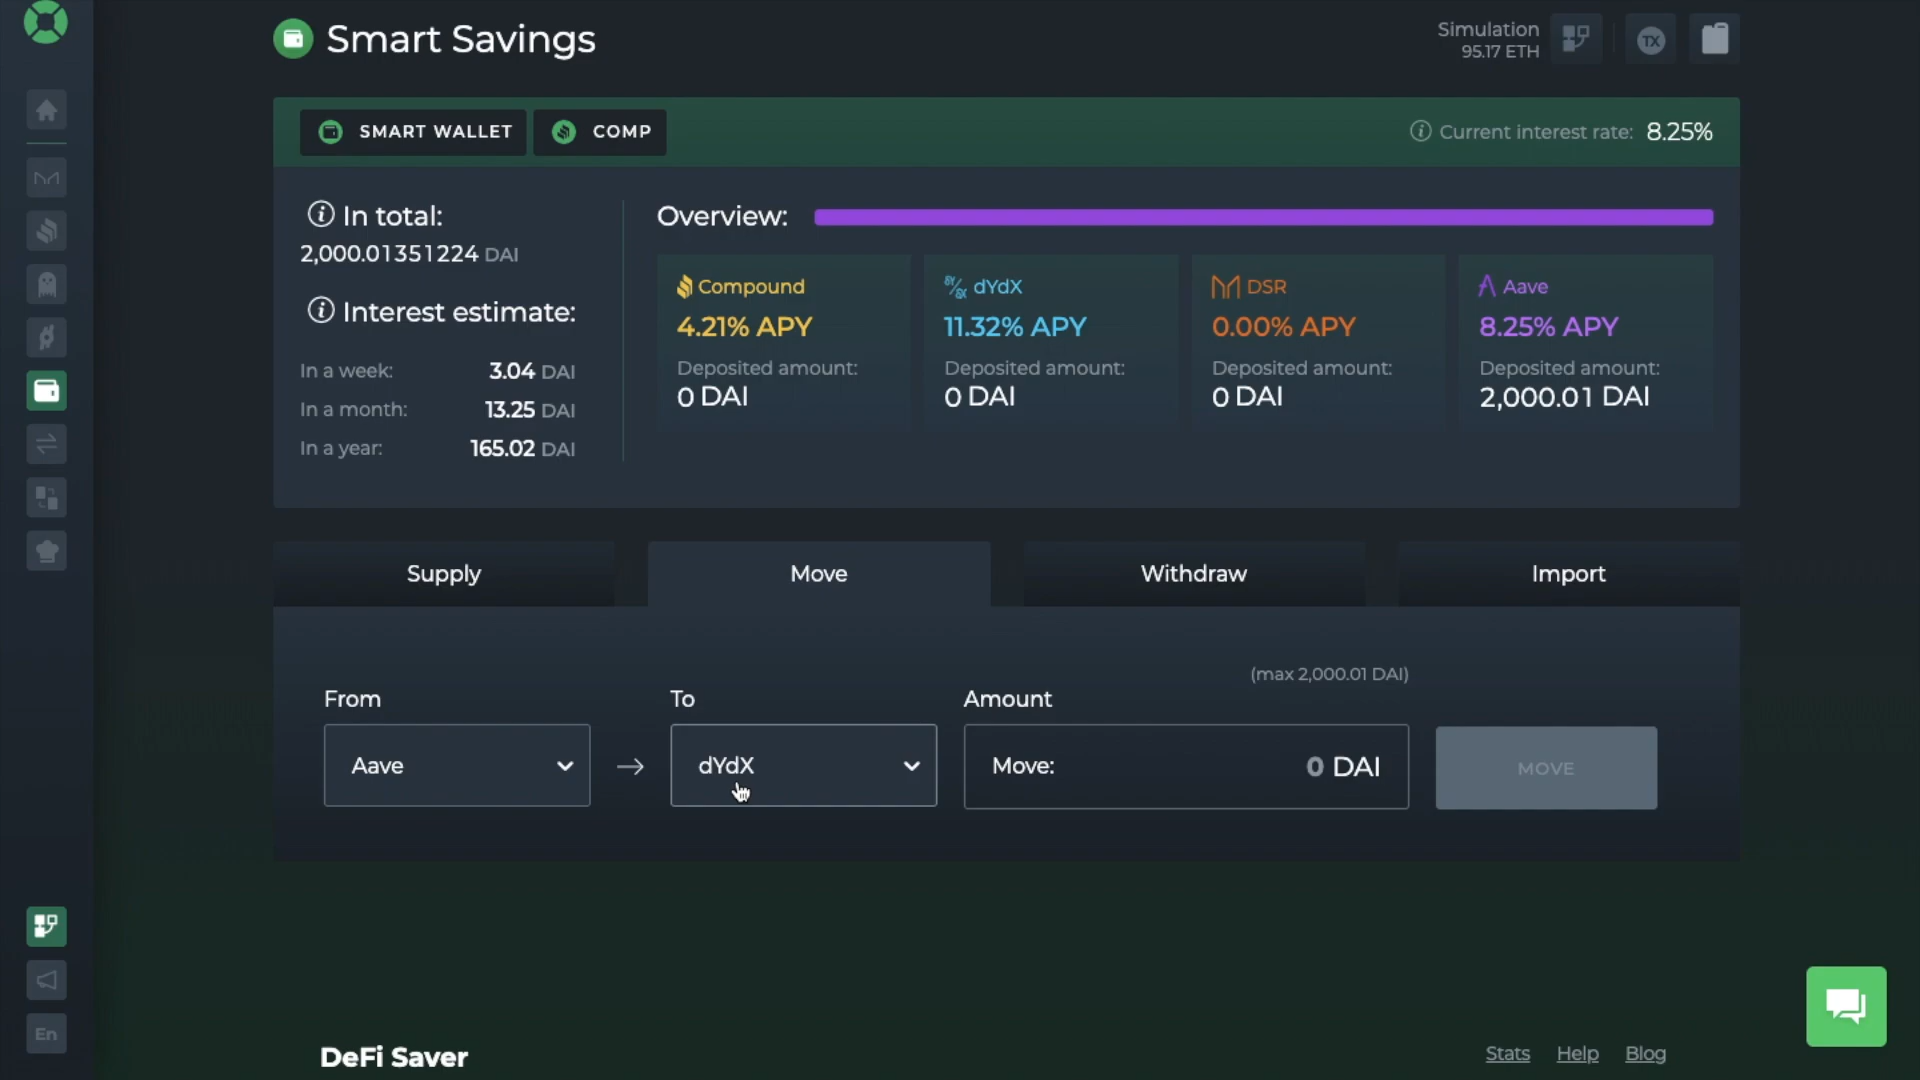 Smart Savings
Simulation
95.17 ETH
TX
SMART WALLET
COMP
Current interest rate: 8.25%
In total:
2,000.01351224 DAI
Interest estimate:
In a week: 3.04 DAI
In a month: 13.25 DAI
In a year: 165.02 DAI
Overview:
Compound
4.21% APY
Deposited amount:
0 DAI
dYdX
11.32% APY
Deposited amount:
0 DAI
DSR
0.00% APY
Deposited amount:
0 DAI
Aave
8.25% APY
Deposited amount:
2,000.01 DAI
Supply
Move
Withdraw
Import
(max 2,000.01 DAI)
From
To
Amount
Aave
dYdX
Move: 0 DAI
MOVE
En
DeFi Saver
Stats
Help
Blog